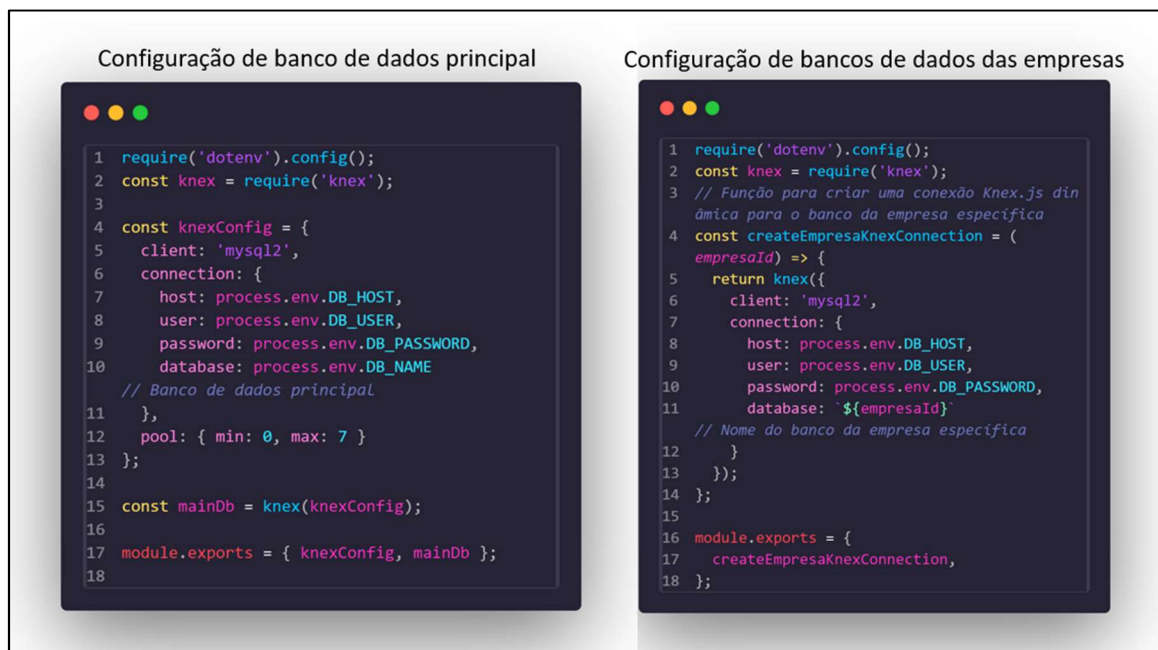 Configuração de banco de dados principal
1 require('dotenv').config();
2 const knex = require('knex');
3
4 const knexConfig = {
5   client: 'mysql2',
6   connection: {
7     host: process.env.DB_HOST,
8     user: process.env.DB_USER,
9     password: process.env.DB_PASSWORD,
10     database: process.env.DB_NAME
// Banco de dados principal
11   },
12   pool: { min: 0, max: 7 }
13 };
14
15 const mainDb = knex(knexConfig);
16
17 module.exports = { knexConfig, mainDb };
18
Configuração de bancos de dados das empresas
1 require('dotenv').config();
2 const knex = require('knex');
3 // Função para criar uma conexão Knex.js din
âmica para o banco da empresa específica
4 const createEmpresaKnexConnection = (
empresaId) => {
5   return knex({
6     client: 'mysql2',
7     connection: {
8       host: process.env.DB_HOST,
9       user: process.env.DB_USER,
10       password: process.env.DB_PASSWORD,
11       database: `${empresaId}`
// Nome do banco da empresa específica
12     }
13   });
14 };
15
16 module.exports = {
17   createEmpresaKnexConnection,
18 };